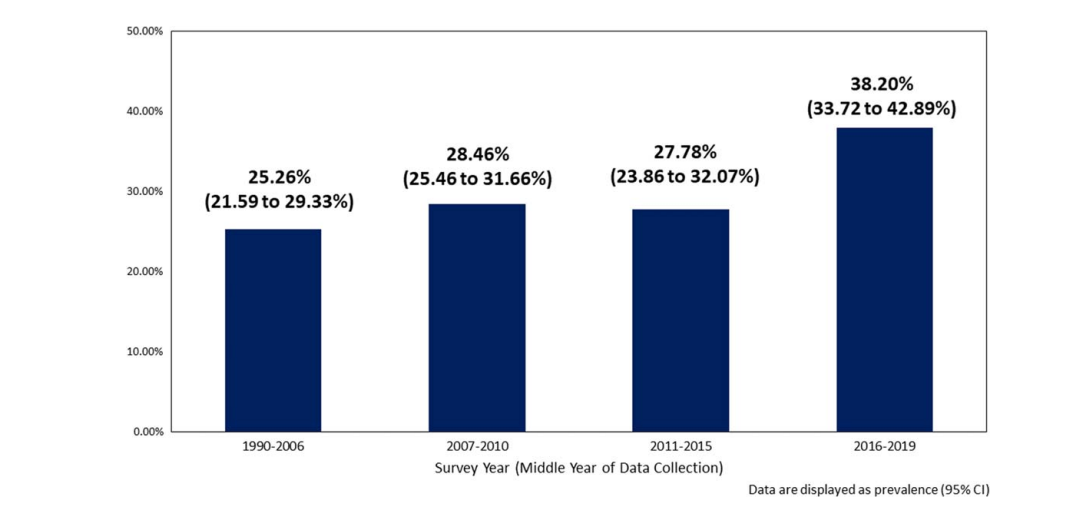 50.00%
38.20%
(33.72 to 42.89%)
40.00%
28.46%
(25.46 to 31.66%)
27.78%
(23.86 to 32.07%)
25.26%
(21.59 to 29.33%)
30.00%
20.00%
10.00%
0.00%
1990-2006 2007-2010 2011-2015 2016-2019
Survey Year (Middle Year of Data Collection)
Data are displayed as prevalence (95% CI)